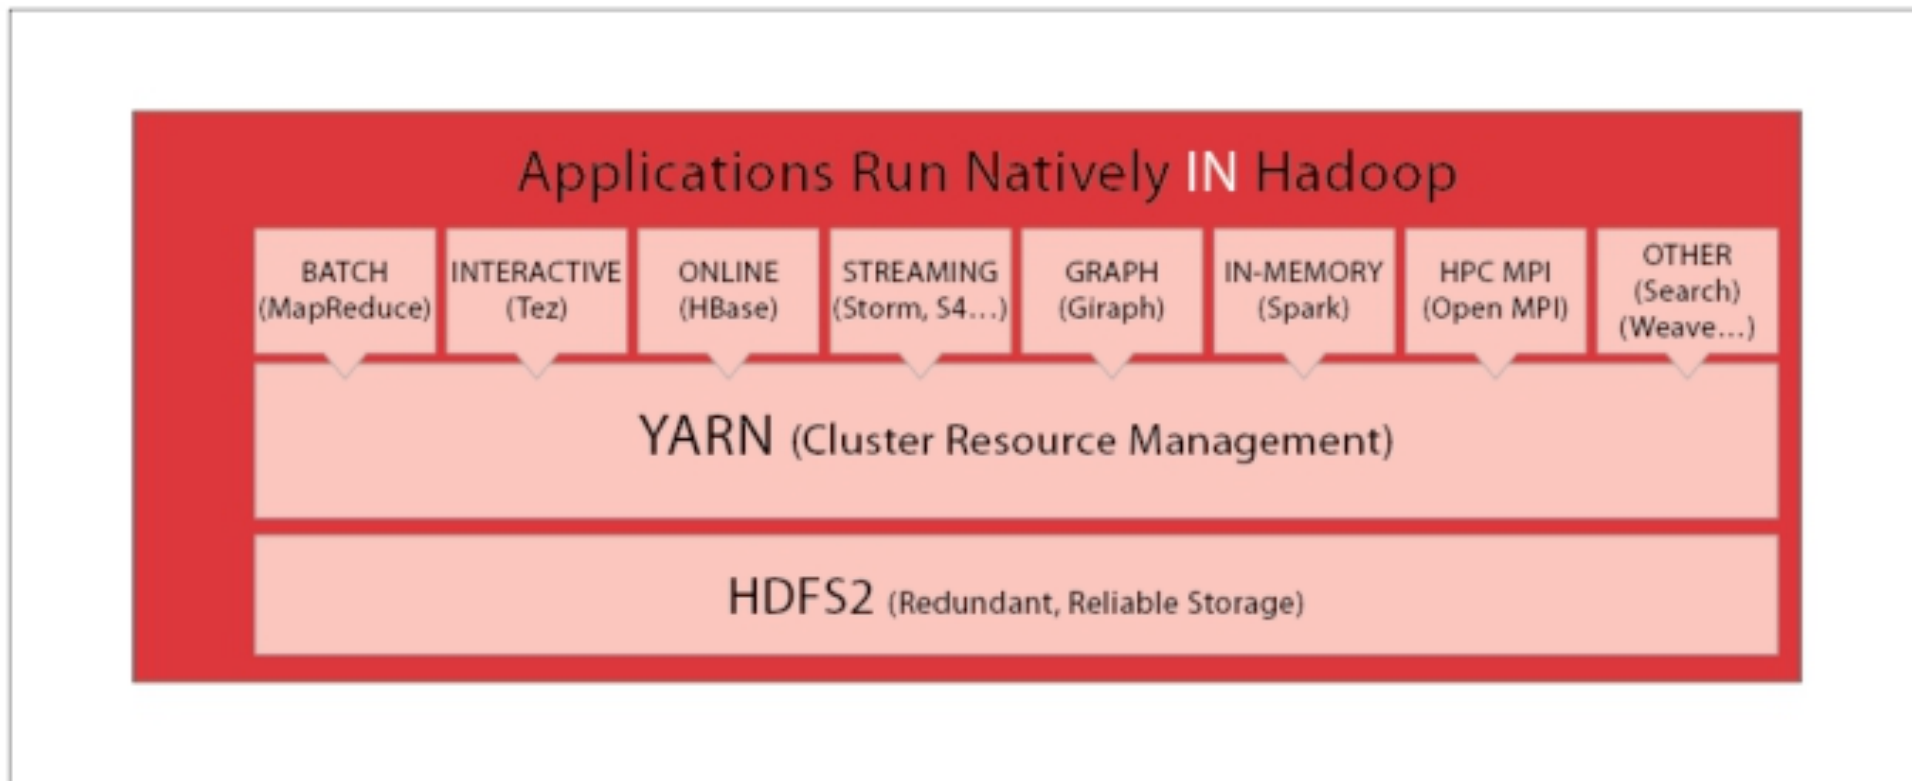 Applications Run Natively IN Hadoop
BATCH
(MapReduce)
INTERACTIVE
(Tez)
ONLINE
(HBase)
STREAMING
(Storm, S4...)
GRAPH
(Giraph)
IN-MEMORY
(Spark)
HPC MPI
(Open MPI)
OTHER
(Search)
(Weave...)
YARN (Cluster Resource Management)
HDFS2 (Redundant, Reliable Storage)